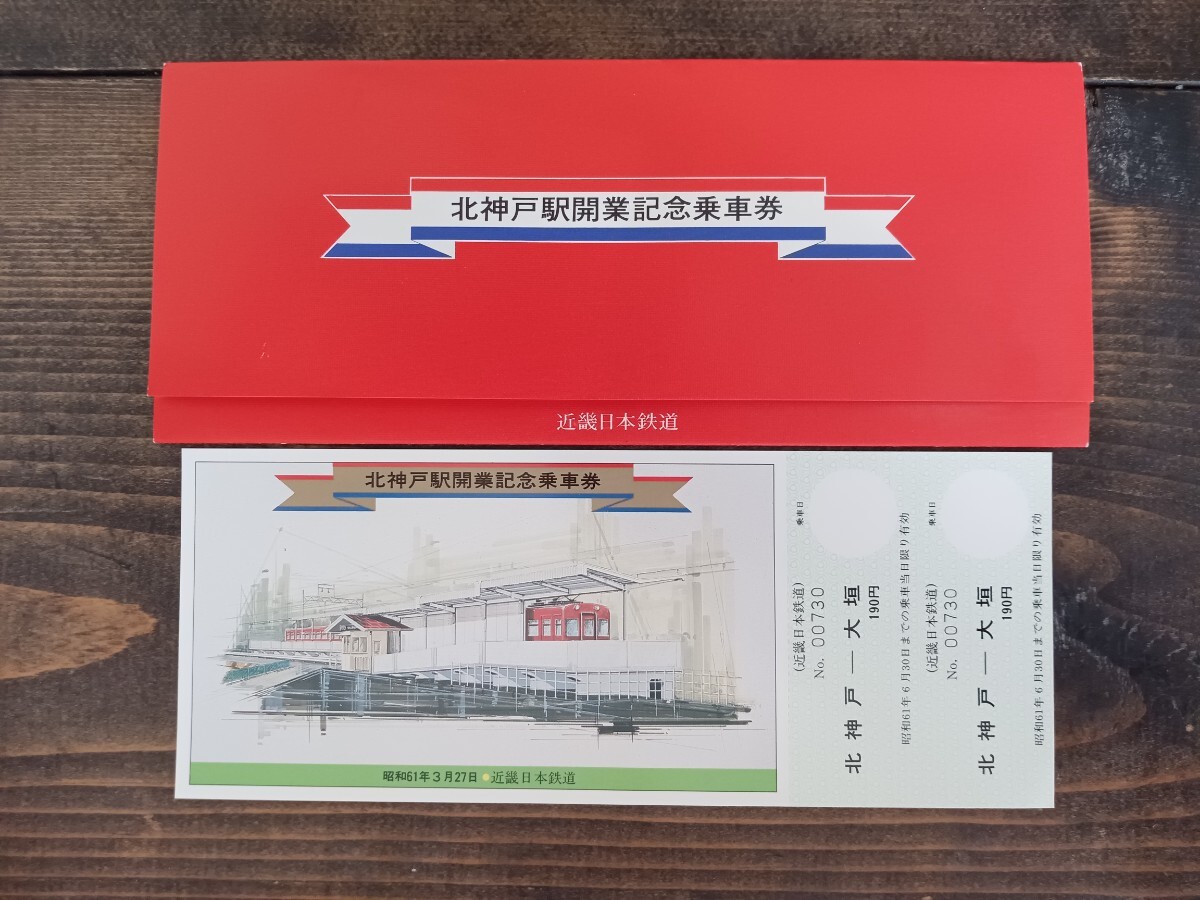 北神戸駅開業記念乗車券
近畿日本鉄道
北神戸駅開業記念乗車券
昭和61年3月27日●近畿日本鉄道
乗車日
(近畿日本鉄道)
No. 00730
北神戸―大垣
190円
昭和61年6月30日までの乗車当日限り有効
乗車日
(近畿日本鉄道)
No. 00730
北神戸―大垣
190円
昭和61年6月30日までの乗車当日限り有効